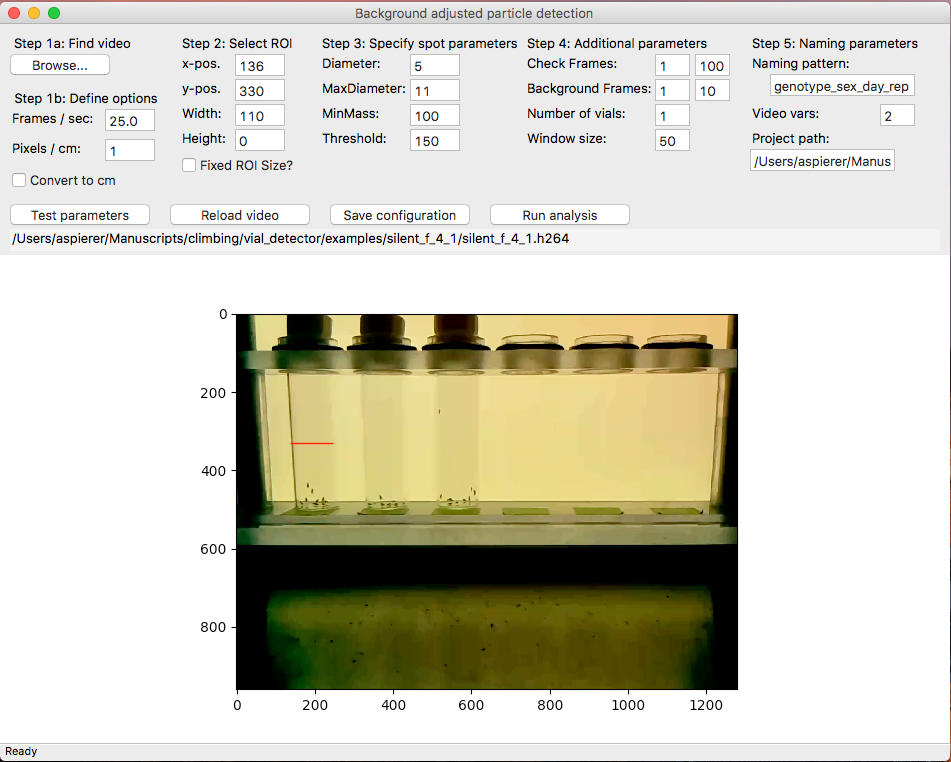 Background adjusted particle detection
Step 1a: Find video
Browse...
Step 1b: Define options
Frames / sec: 25.0
Pixels / cm: 1
Convert to cm
Step 2: Select ROI
x-pos. 136
y-pos. 330
Width: 110
Height: 0
Fixed ROI Size?
Step 3: Specify spot parameters
Diameter: 5
MaxDiameter: 11
MinMass: 100
Threshold: 150
Step 4: Additional parameters
Check Frames: 1 100
Background Frames: 1 10
Number of vials: 1
Window size: 50
Step 5: Naming parameters
Naming pattern:
genotype_sex_day_rep
Video vars: 2
Project path:
/Users/aspierer/Manus
Test parameters Reload video Save configuration Run analysis
/Users/aspierer/Manuscripts/climbing/vial_detector/examples/silent_f_4_1/silent_f_4_1.h264
0
200
400
600
800
0 200 400 600 800 1000 1200
Ready